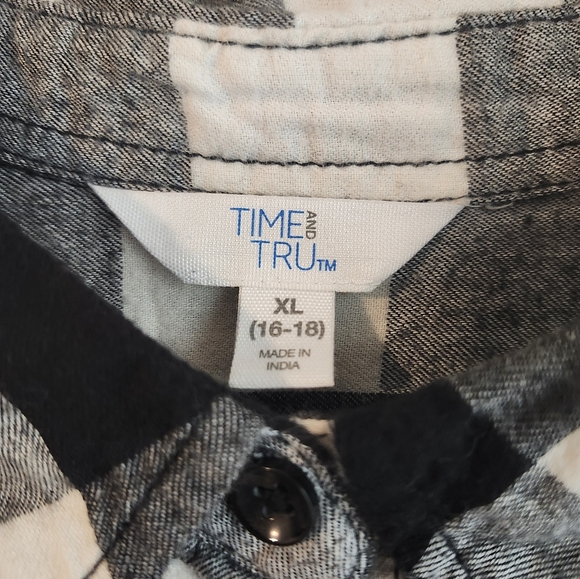 TIME AND
TRU™
XL
(16-18)
MADE IN
INDIA